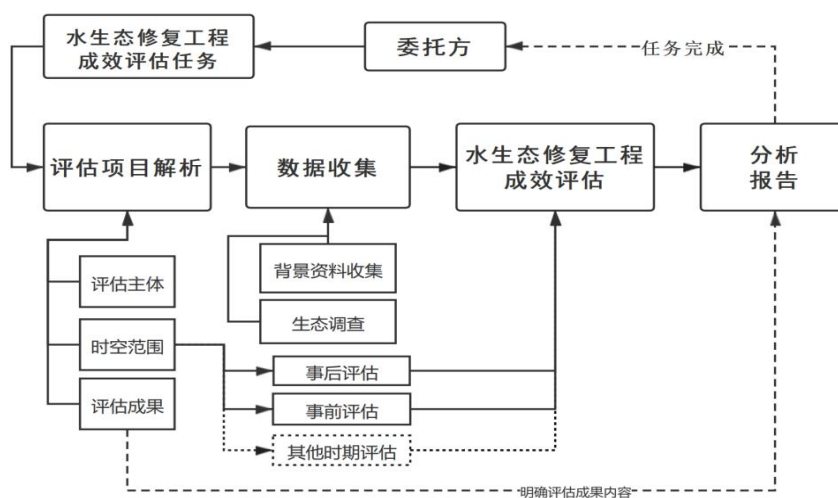 水生态修复工程
成效评估任务
委托方
任务完成
评估项目解析
数据收集
水生态修复工程
成效评估
分析
报告
评估主体
时空范围
评估成果
背景资料收集
生态调查
事后评估
事前评估
其他时期评估
明确评估成果内容